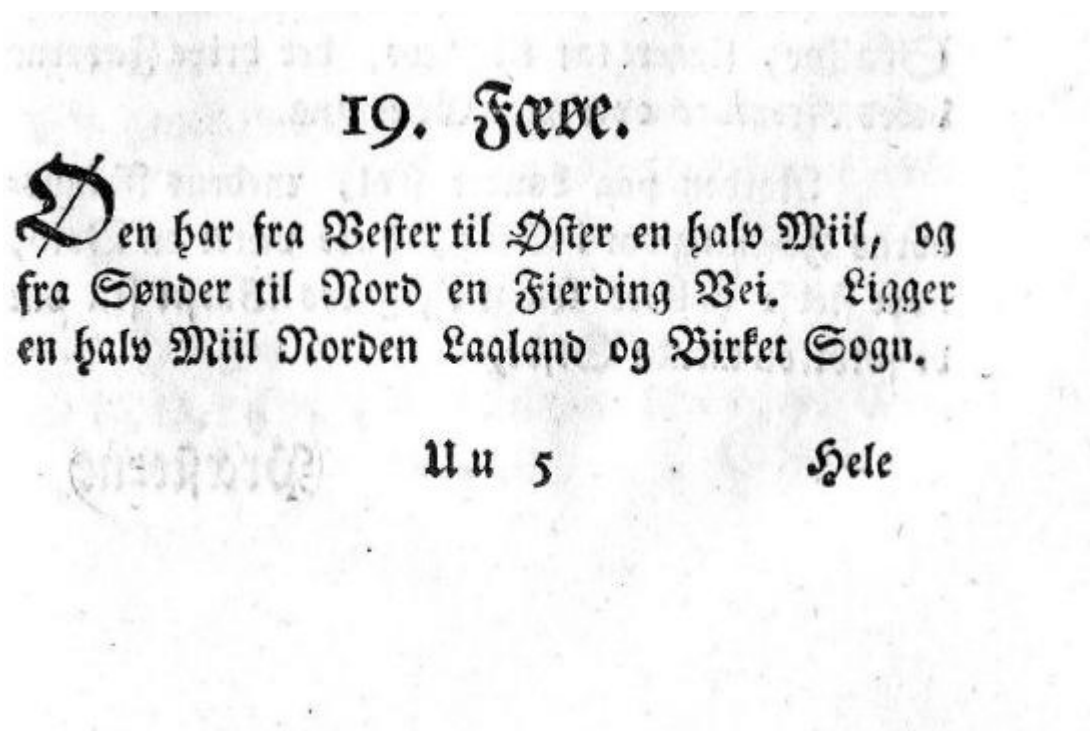 19. Fæøe.
Øen har fra Vester til Øster en halv Miil, og
fra Sønder til Nord en Fierding Vei. Ligger
en halv Miil Norden Laaland og Birket Sogn.
Uu 5 Hele